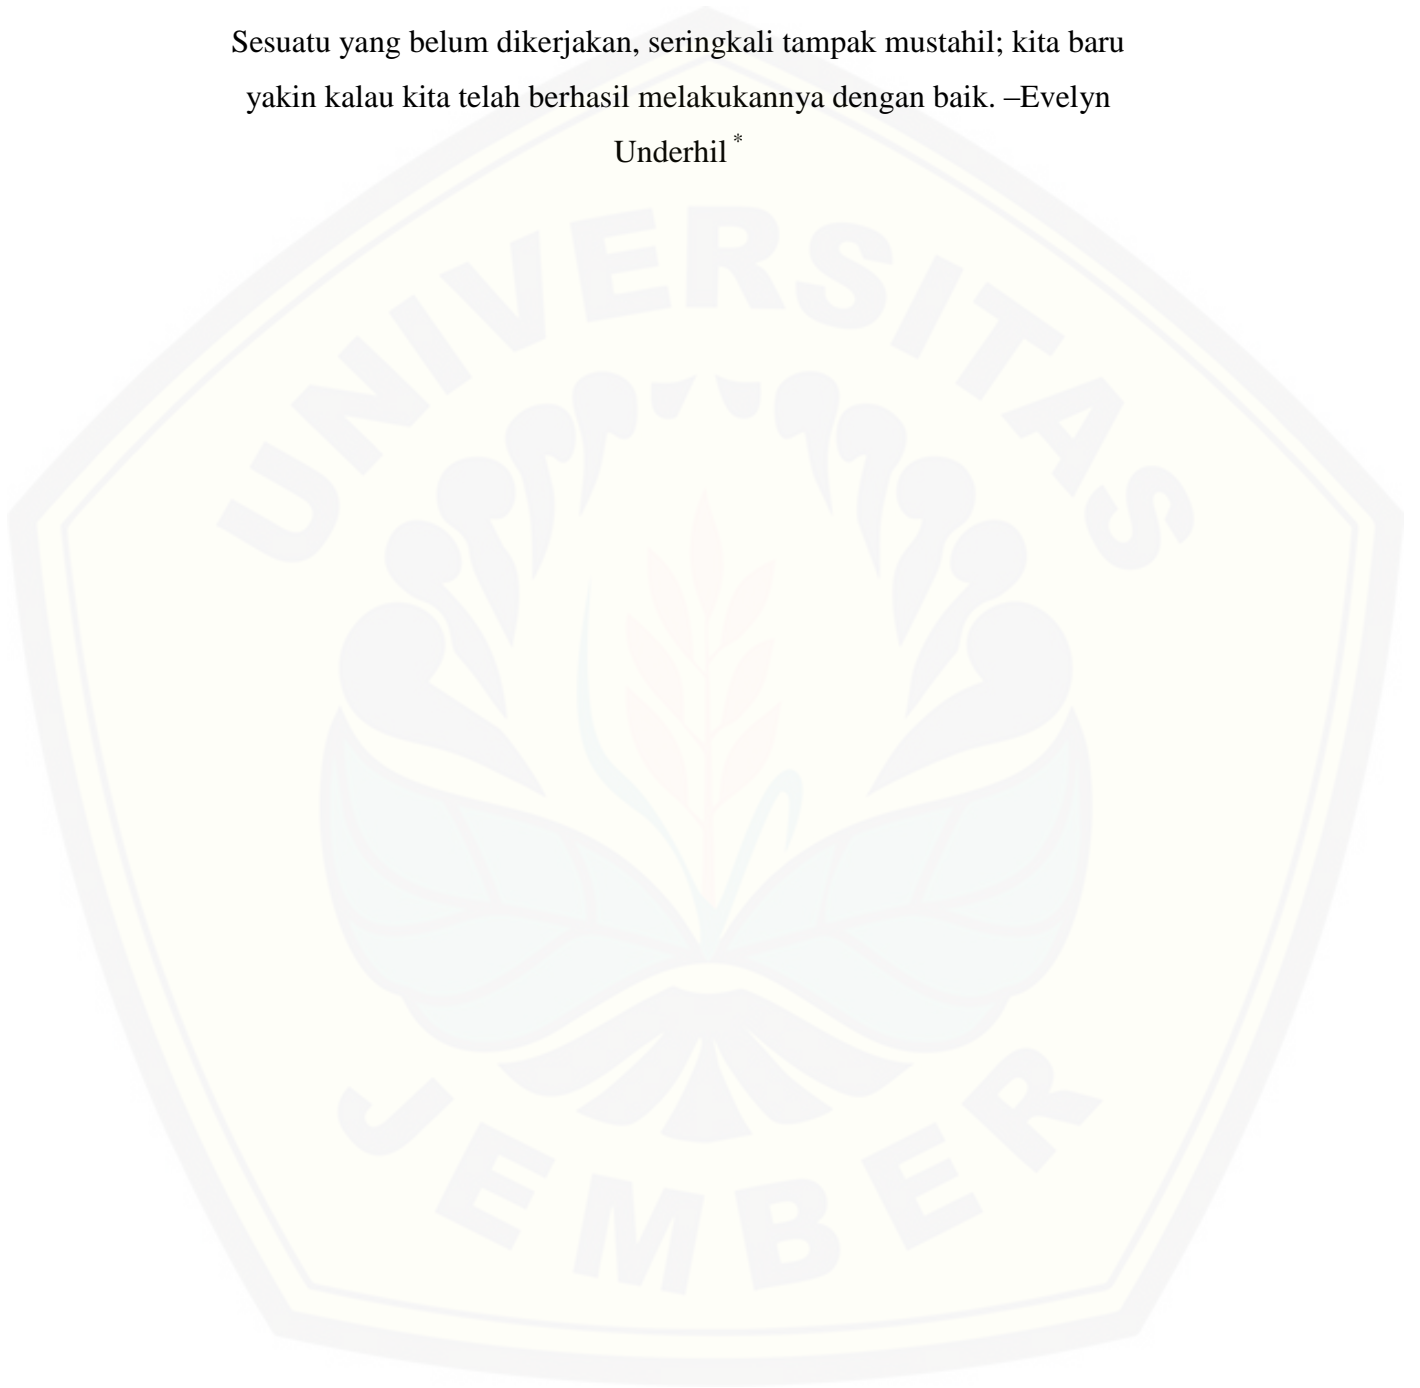 Sesuatu yang belum dikerjakan, seringkali tampak mustahil; kita baru
yakin kalau kita telah berhasil melakukannya dengan baik. –Evelyn
Underhil *
UNIVERSITAS
JEMBER